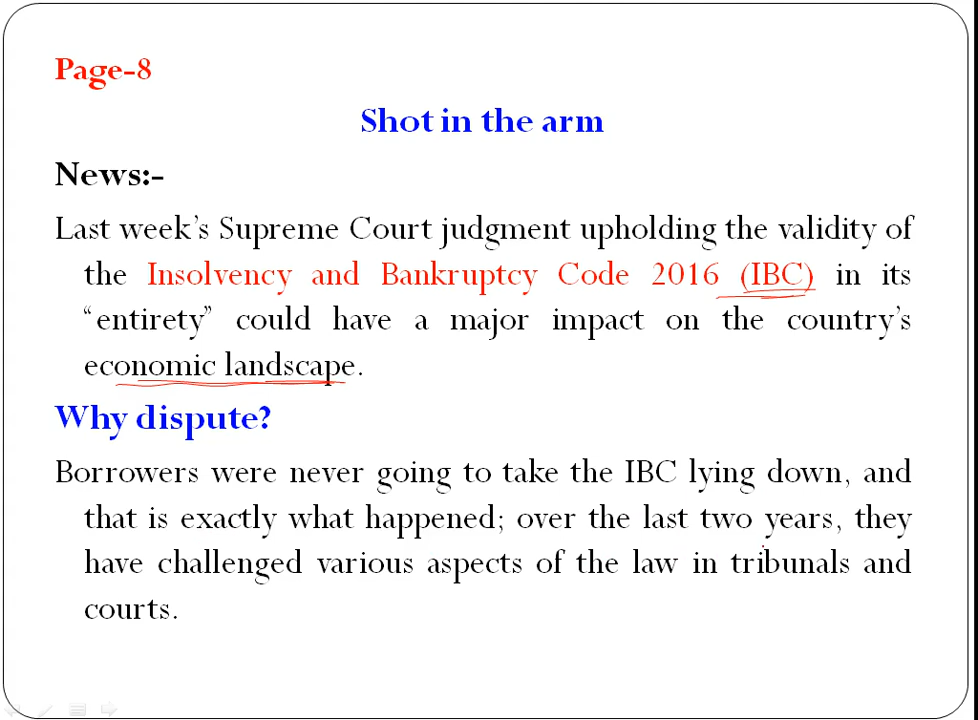 Page-8
Shot in the arm
News:-
Last week’s Supreme Court judgment upholding the validity of
the Insolvency and Bankruptcy Code 2016 (IBC) in its
“entirety” could have a major impact on the country’s
economic landscape.
Why dispute?
Borrowers were never going to take the IBC lying down, and
that is exactly what happened; over the last two years, they
have challenged various aspects of the law in tribunals and
courts.